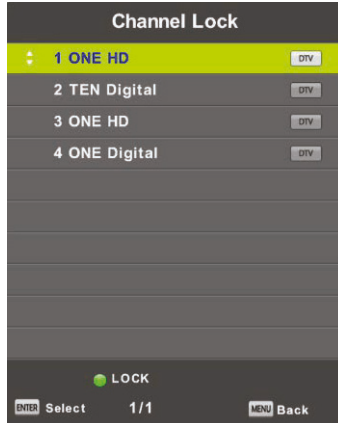 Channel Lock
1 ONE HD DTV
2 TEN Digital DTV
3 ONE HD DTV
4 ONE Digital DTV
LOCK
ENTER Select 1/1 MENU Back